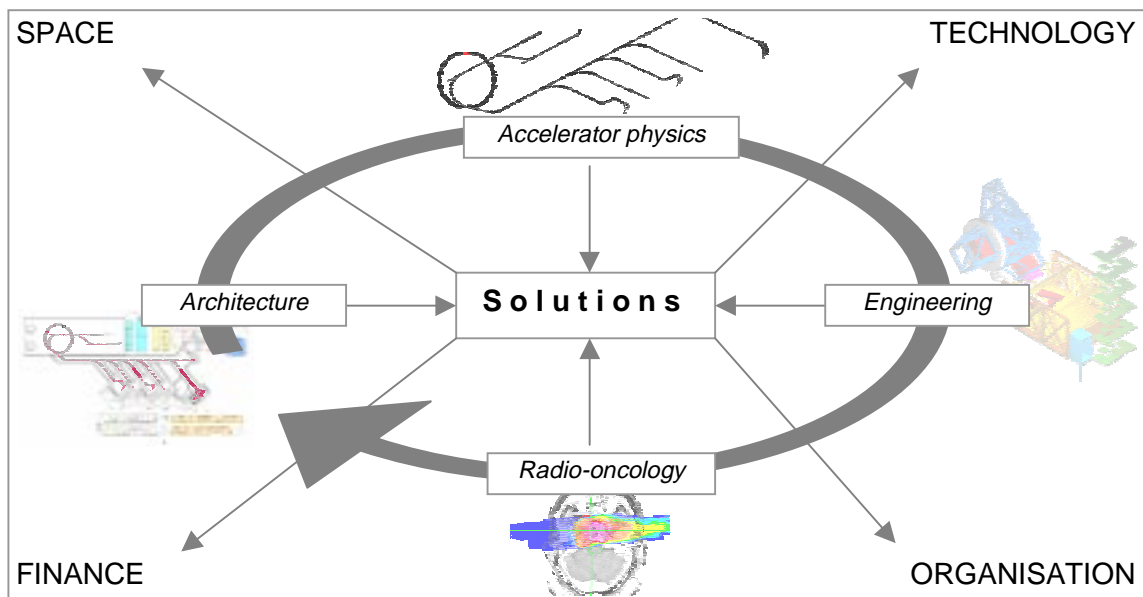 SPACE
TECHNOLOGY
Accelerator physics
Architecture
Solutions
Engineering
Radio-oncology
FINANCE
ORGANISATION